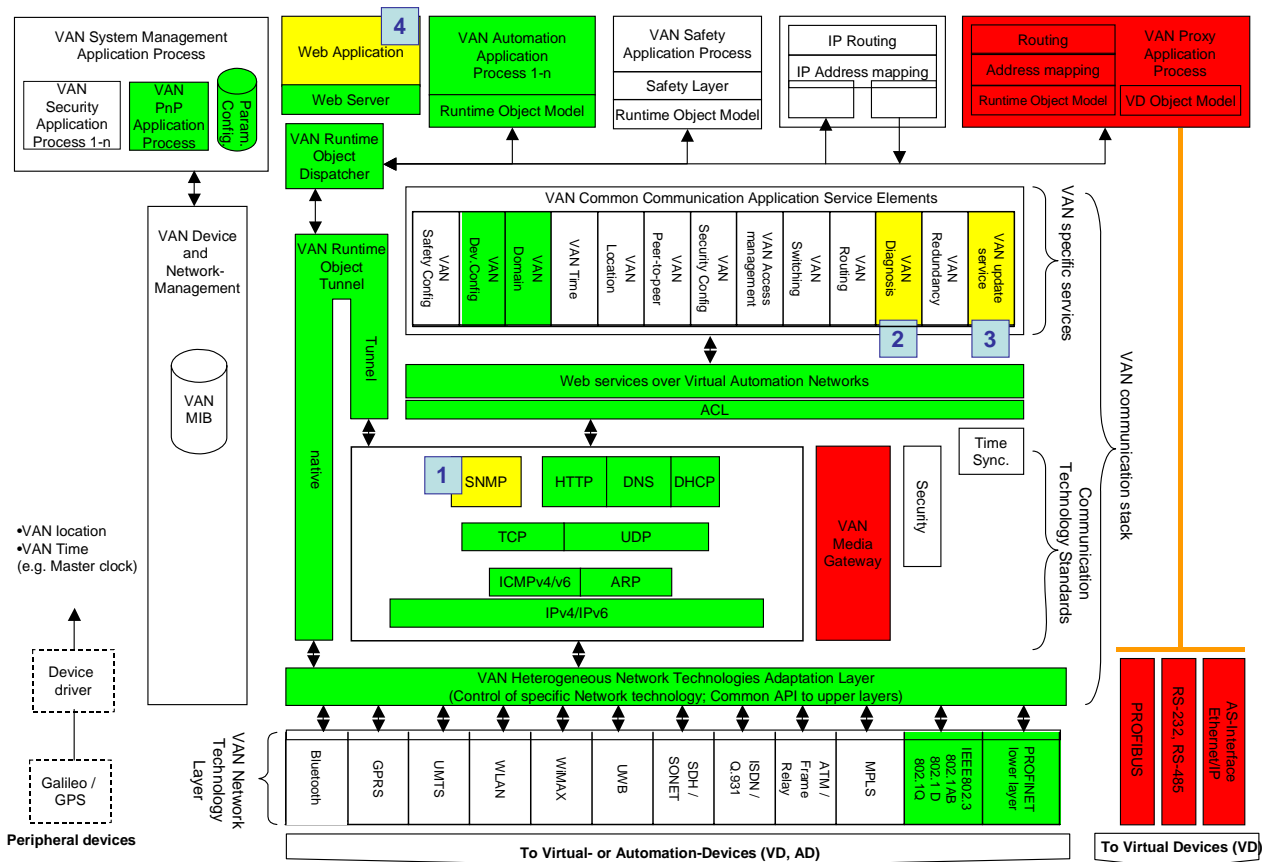 VAN System Management
Application Process
VAN
Security
Application
Process 1-n
VAN
PnP
Application
Process
Param.
Config.
Web Application
4
Web Server
VAN Automation
Application
Process 1-n
Runtime Object Model
VAN Safety
Application Process
Safety Layer
Runtime Object Model
IP Routing
IP Address mapping
Routing
Address mapping
Runtime Object Model
VAN Proxy
Application
Process
VD Object Model
VAN Runtime
Object
Dispatcher
VAN Device
and
Network-
Management
VAN
MIB
VAN Runtime
Object
Tunnel
Tunnel
native
VAN Common Communication Application Service Elements
VAN
Safety Config
VAN
Dev.Config
VAN
Domain
VAN Time
VAN
Location
VAN
Peer-to-peer
VAN
Security Config
VAN Access
management
VAN
Switching
VAN
Routing
VAN
Diagnosis
VAN
Redundancy
VAN update
service
2
3
VAN specific
services
Web services over Virtual Automation Networks
ACL
1
SNMP
HTTP
DNS
DHCP
TCP
UDP
ICMPv4/v6
ARP
IPv4/IPv6
VAN
Media
Gateway
Security
Time
Sync.
Communication
Technology Standards
VAN communication stack
•VAN location
•VAN Time
(e.g. Master clock)
Device
driver
Galileo /
GPS
Peripheral devices
VAN Heterogeneous Network Technologies Adaptation Layer
(Control of specific Network technology; Common API to upper layers)
VAN Network
Technology
Layer
Bluetooth
GPRS
UMTS
WLAN
WiMAX
UWB
SDH /
SONET
ISDN /
Q.931
ATM /
Frame
Relay
MPLS
IEEE802.3
802.1AB
802.1 D
802.1Q
PROFINET
lower layer
PROFIBUS
RS-232, RS-485
AS-Interface
Ethernet/IP
To Virtual- or Automation-Devices (VD, AD)
To Virtual Devices (VD)